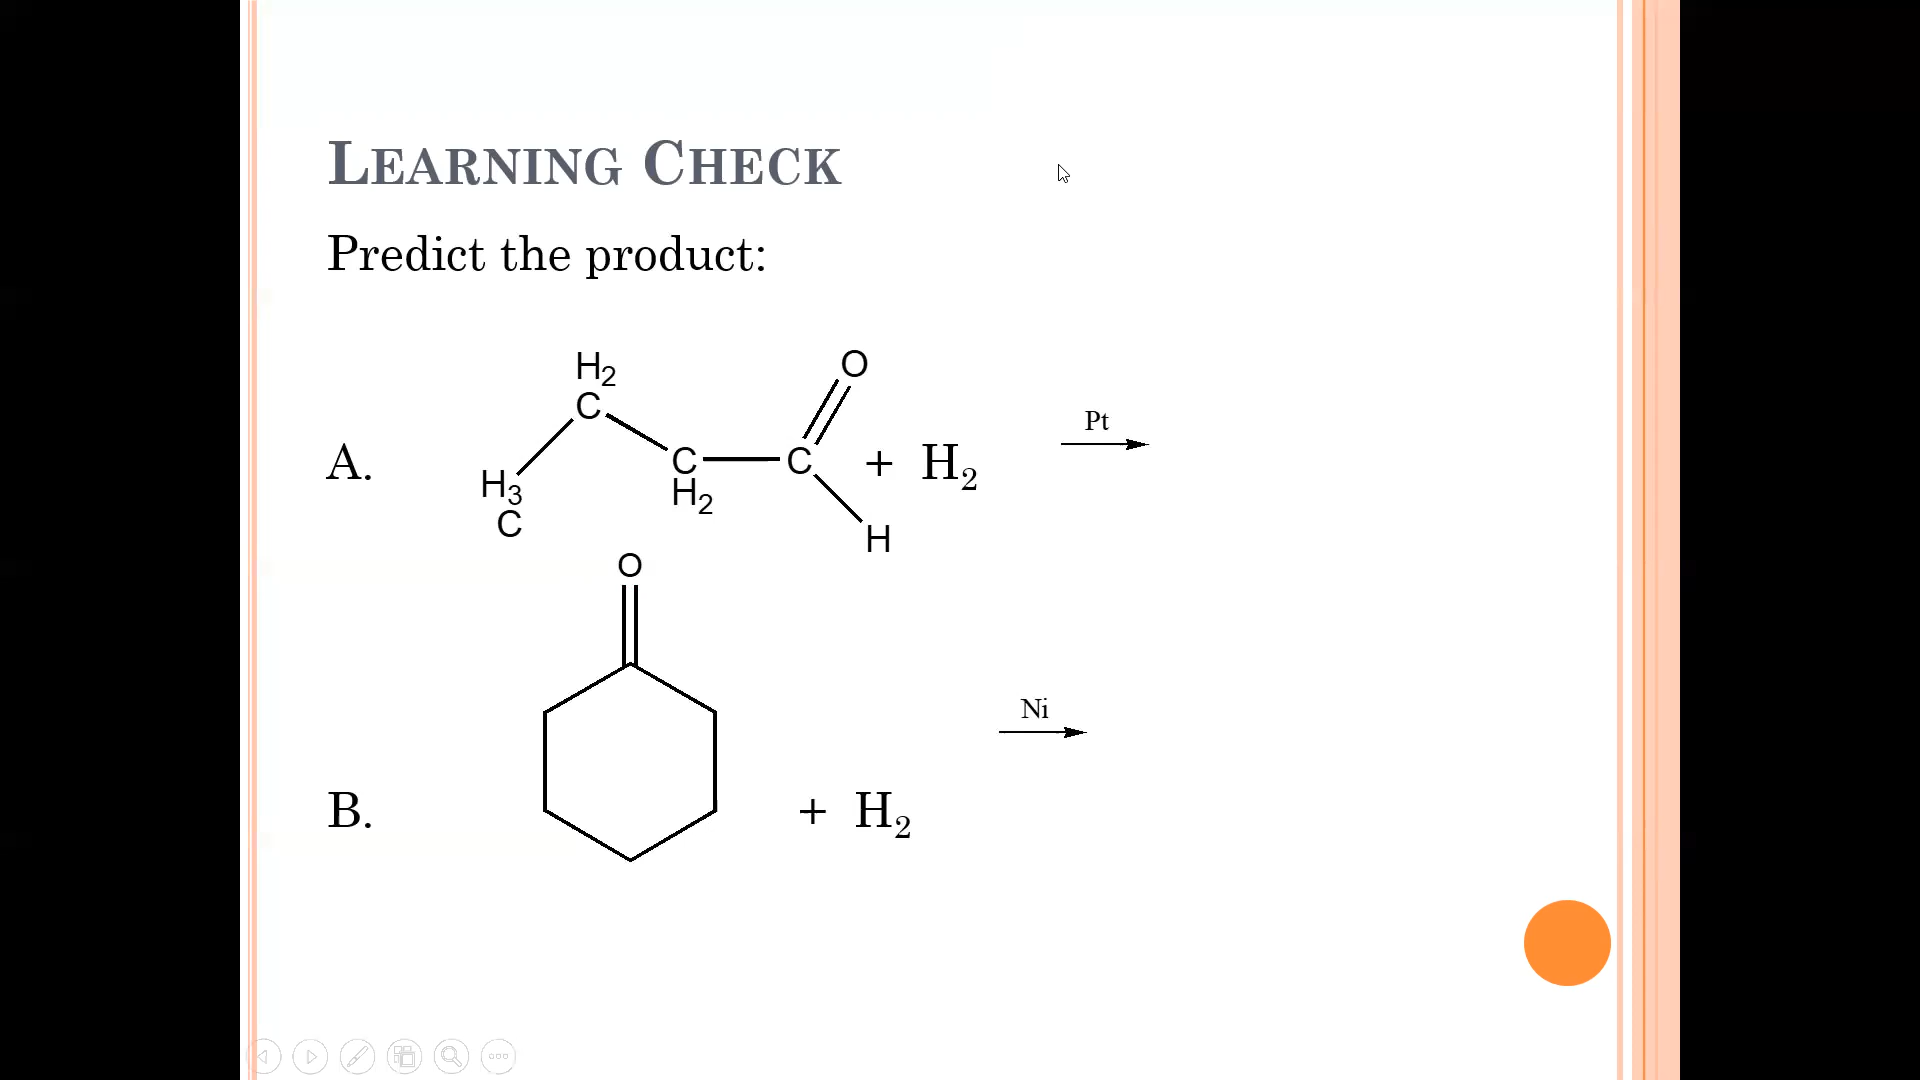 LEARNING CHECK
Predict the product:
H2
C
O
A.
H3
C
C
H2
C
H
+ H2
Pt
O
B.
+ H2
Ni